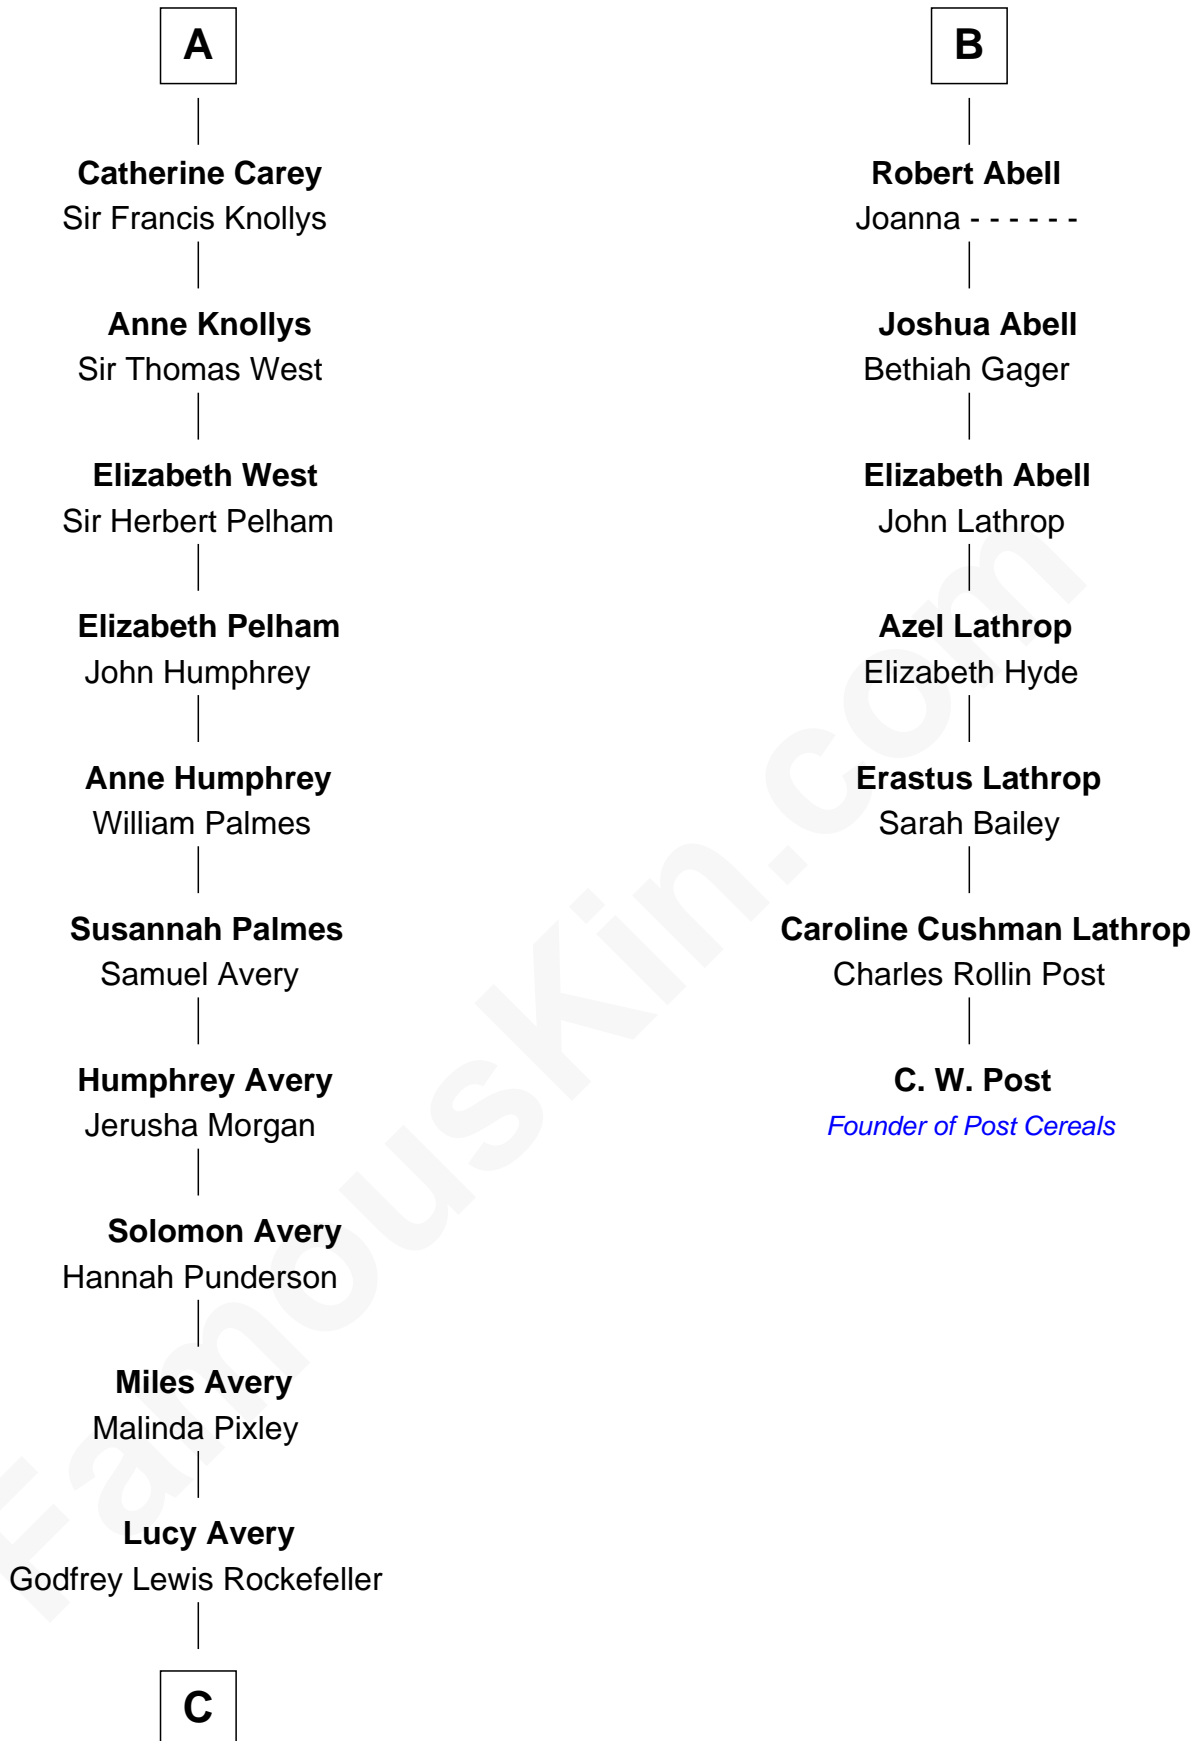 A
Catherine Carey
Sir Francis Knollys
Anne Knollys
Sir Thomas West
Elizabeth West
Sir Herbert Pelham
Elizabeth Pelham
John Humphrey
Anne Humphrey
William Palmes
Susannah Palmes
Samuel Avery
Humphrey Avery
Jerusha Morgan
Solomon Avery
Hannah Punderson
Miles Avery
Malinda Pixley
Lucy Avery
Godfrey Lewis Rockefeller
C
B
Robert Abell
Joanna - - - - - -
Joshua Abell
Bethiah Gager
Elizabeth Abell
John Lathrop
Azel Lathrop
Elizabeth Hyde
Erastus Lathrop
Sarah Bailey
Caroline Cushman Lathrop
Charles Rollin Post
C. W. Post
Founder of Post Cereals
FamousKin.com